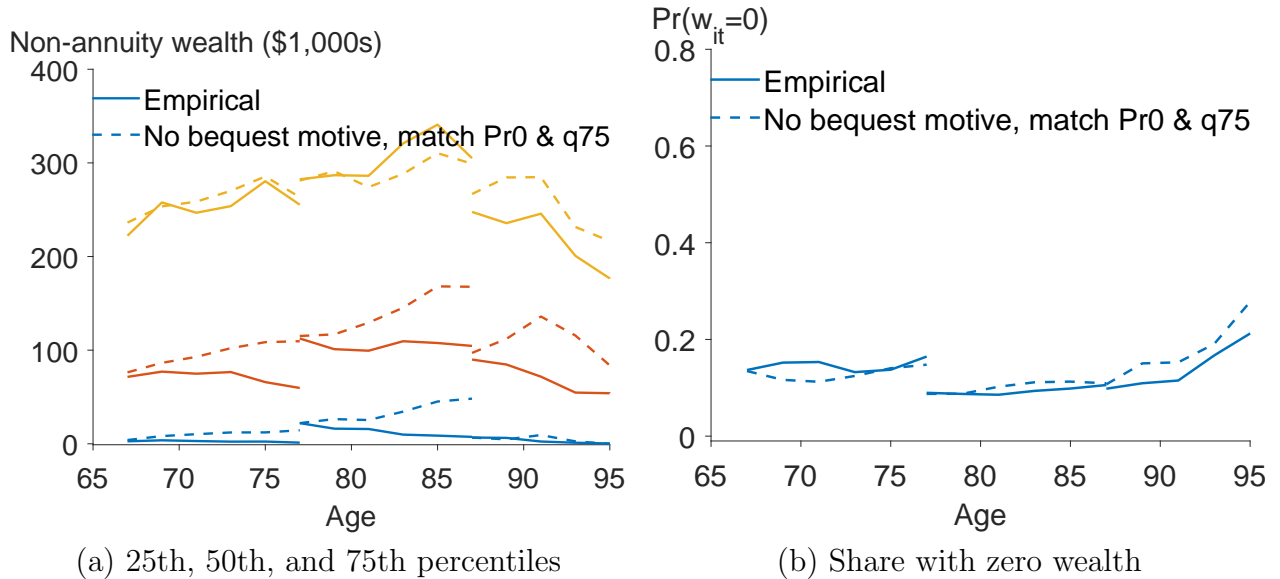 Non-annuity wealth ($1,000s)
400
300
200
100
0
Empirical
No bequest motive, match Pr0 & q75
65 70 75 80 85 90 95
Age
(a) 25th, 50th, and 75th percentiles
Pr(w_it=0)
0.8
0.6
0.4
0.2
0
Empirical
No bequest motive, match Pr0 & q75
65 70 75 80 85 90 95
Age
(b) Share with zero wealth